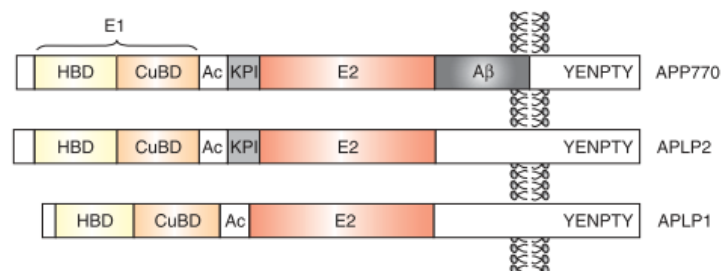 E1
HBD CuBD Ac KPI E2 Aβ YENPTY APP770
HBD CuBD Ac KPI E2 YENPTY APLP2
HBD CuBD Ac E2 YENPTY APLP1